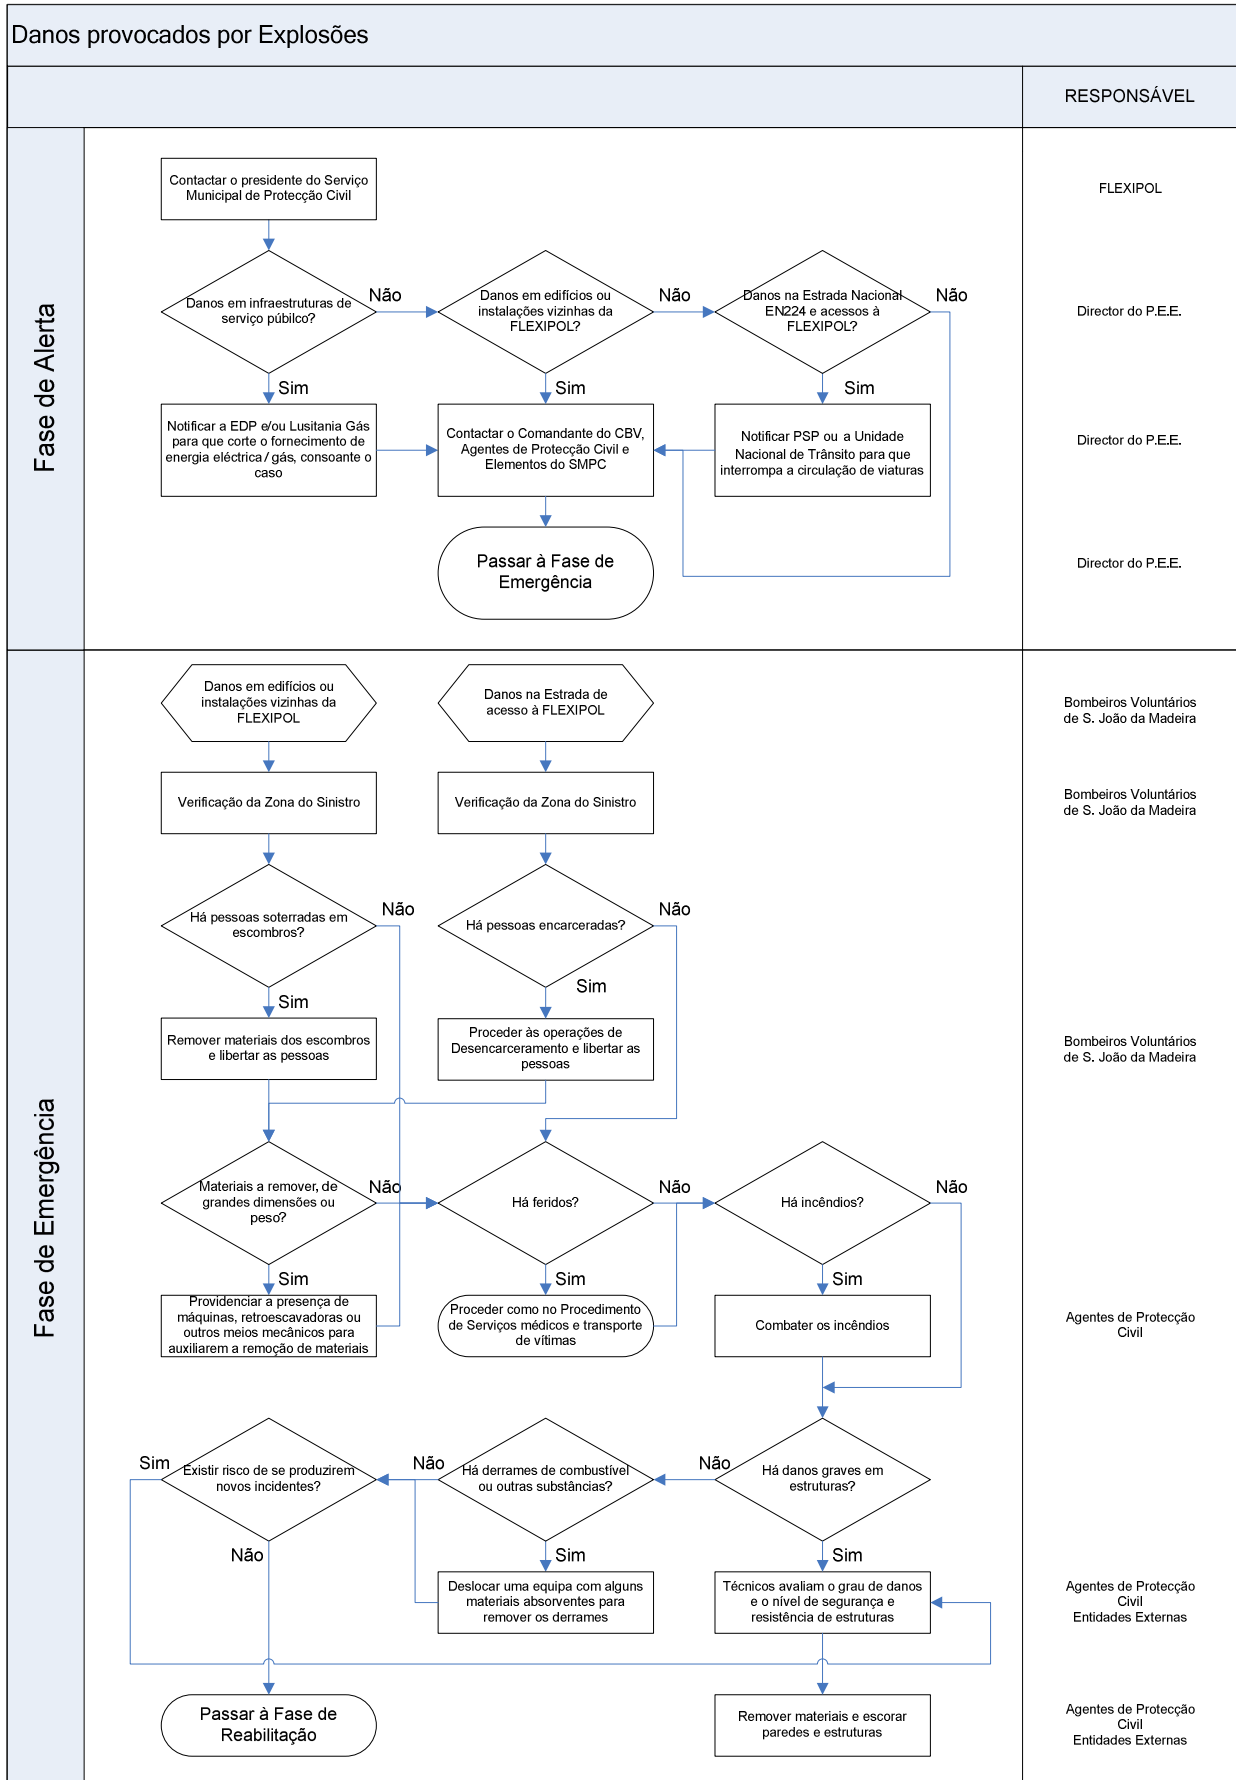 Danos provocados por Explosões
RESPONSÁVEL
Fase de Alerta
Contactar o presidente do Serviço
Municipal de Protecção Civil
FLEXIPOL
Danos em infraestruturas de
serviço púbilco?
Não
Danos em edifícios ou
instalações vizinhas da
FLEXIPOL?
Não
Danos na Estrada Nacional
EN224 e acessos à
FLEXIPOL?
Não
Director do P.E.E.
Sim
Sim
Sim
Notificar a EDP e/ou Lusitania Gás
para que corte o fornecimento de
energia eléctrica / gás, consoante o
caso
Contactar o Comandante do CBV,
Agentes de Protecção Civil e
Elementos do SMPC
Notificar PSP ou a Unidade
Nacional de Trânsito para que
interrompa a circulação de viaturas
Director do P.E.E.
Passar à Fase de
Emergência
Director do P.E.E.
Fase de Emergência
Danos em edifícios ou
instalações vizinhas da
FLEXIPOL
Danos na Estrada de
acesso à FLEXIPOL
Bombeiros Voluntários
de S. João da Madeira
Verificação da Zona do Sinistro
Verificação da Zona do Sinistro
Bombeiros Voluntários
de S. João da Madeira
Há pessoas soterradas em
escombros?
Não
Há pessoas encarceradas?
Não
Sim
Sim
Remover materiais dos escombros
e libertar as pessoas
Proceder às operações de
Desencarceramento e libertar as
pessoas
Bombeiros Voluntários
de S. João da Madeira
Materiais a remover, de
grandes dimensões ou
peso?
Não
Há feridos?
Não
Há incêndios?
Não
Sim
Sim
Sim
Providenciar a presença de
máquinas, retroescavadoras ou
outros meios mecânicos para
auxiliarem a remoção de materiais
Proceder como no Procedimento
de Serviços médicos e transporte
de vítimas
Combater os incêndios
Agentes de Protecção
Civil
Sim
Existir risco de se produzirem
novos incidentes?
Não
Há derrames de combustível
ou outras substâncias?
Não
Há danos graves em
estruturas?
Não
Sim
Sim
Deslocar uma equipa com alguns
materiais absorventes para
remover os derrames
Técnicos avaliam o grau de danos
e o nível de segurança e
resistência de estruturas
Agentes de Protecção
Civil
Entidades Externas
Passar à Fase de
Reabilitação
Remover materiais e escorar
paredes e estruturas
Agentes de Protecção
Civil
Entidades Externas